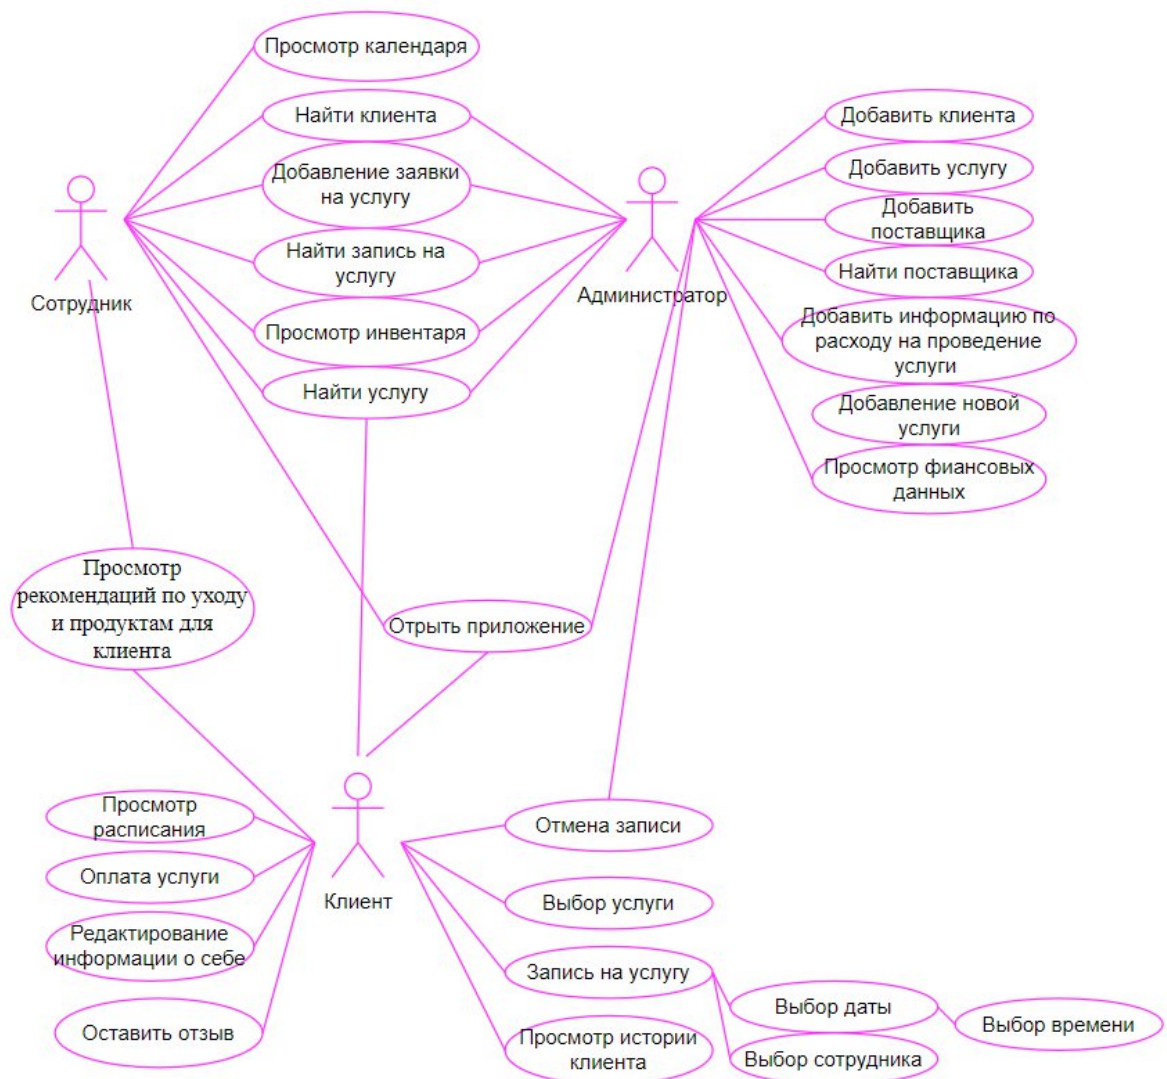 Просмотр календаря
Найти клиента
Добавление заявки
на услугу
Найти запись на
услугу
Просмотр инвентаря
Найти услугу
Сотрудник
Администратор
Добавить клиента
Добавить услугу
Добавить
поставщика
Найти поставщика
Добавить информацию по
расходу на проведение
услуги
Добавление новой
услуги
Просмотр фиансовых
данных
Просмотр
рекомендаций по уходу
и продуктам для
клиента
Отрыть приложение
Просмотр
расписания
Оплата услуги
Редактирование
информации о себе
Оставить отзыв
Клиент
Отмена записи
Выбор услуги
Запись на услугу
Просмотр истории
клиента
Выбор даты
Выбор сотрудника
Выбор времени